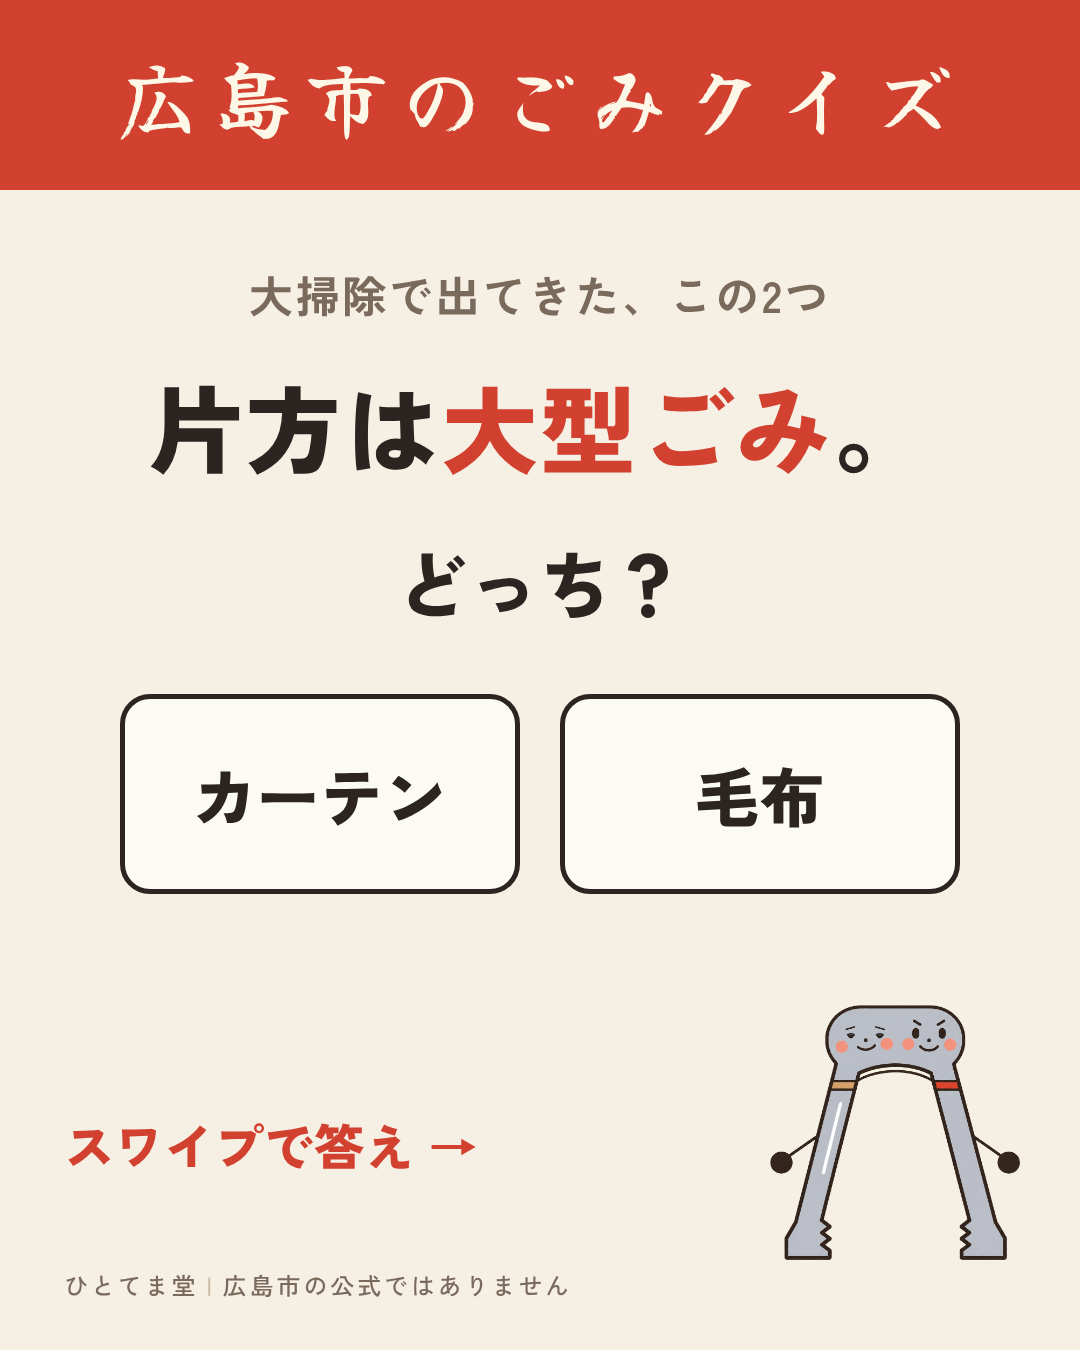 広島市のごみクイズ
大掃除で出てきた、この2つ
片方は大型ごみ。
どっち？
カーテン
毛布
スワイプで答え →
ひとてま堂 | 広島市の公式ではありません